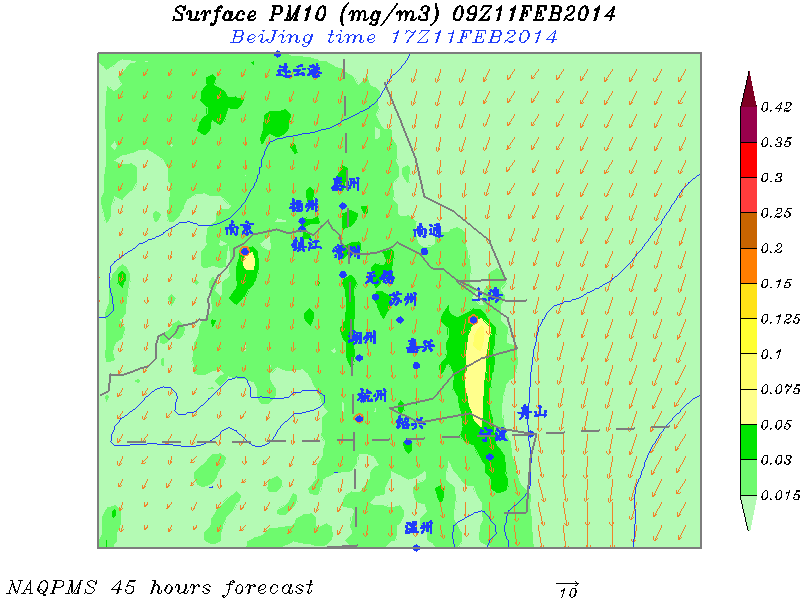 Surface PM10 (mg/m3) 09Z11FEB2014
BeiJing time 17Z11FEB2014
连云港
泰州
扬州
南京
镇江
南通
常州
无锡
苏州
上海
湖州
嘉兴
杭州
绍兴
舟山
宁波
温州
0.42
0.35
0.3
0.25
0.2
0.15
0.125
0.1
0.075
0.05
0.03
0.015
NAQPMS 45 hours forecast
10